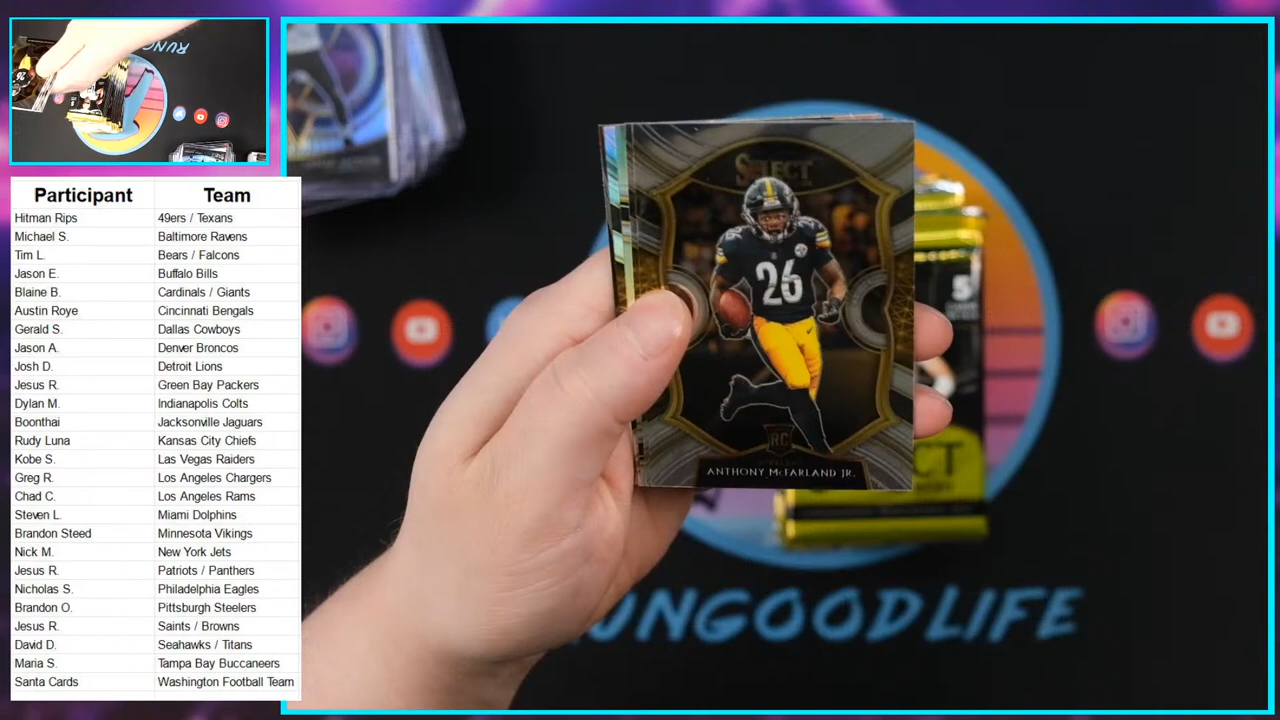 RUNGOOD
Participant Team
Hitman Rips 49ers / Texans
Michael S. Baltimore Ravens
Tim L. Bears / Falcons
Jason E. Buffalo Bills
Blaine B. Cardinals / Giants
Austin Roye Cincinnati Bengals
Gerald S. Dallas Cowboys
Jason A. Denver Broncos
Josh D. Detroit Lions
Jesus R. Green Bay Packers
Dylan M. Indianapolis Colts
Boonthai Jacksonville Jaguars
Rudy Luna Kansas City Chiefs
Kobe S. Las Vegas Raiders
Greg R. Los Angeles Chargers
Chad C. Los Angeles Rams
Steven L. Miami Dolphins
Brandon Steed Minnesota Vikings
Nick M. New York Jets
Jesus R. Patriots / Panthers
Nicholas S. Philadelphia Eagles
Brandon O. Pittsburgh Steelers
Jesus R. Saints / Browns
David D. Seahawks / Titans
Maria S. Tampa Bay Buccaneers
Santa Cards Washington Football Team
SELECT
26
26
RC
ANTHONY McFARLAND JR.
5
CT
RUNGOODLIFE